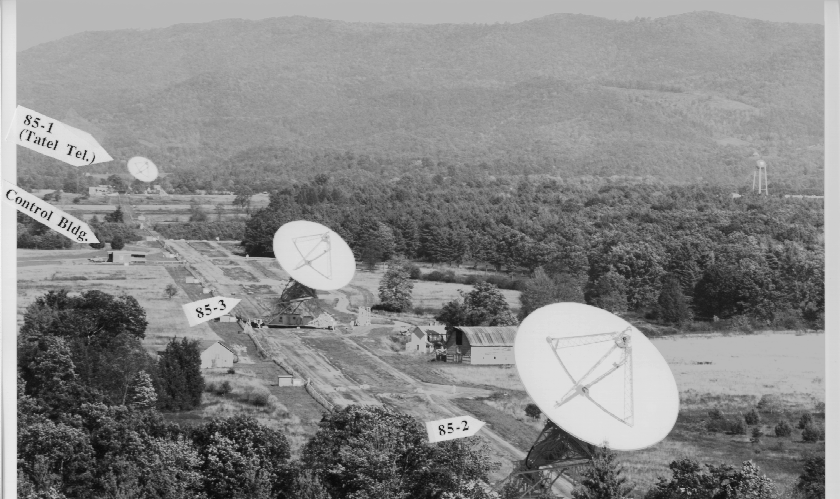 85-1
(Tatel Tel.)
Control Bldg.
85-3
85-2